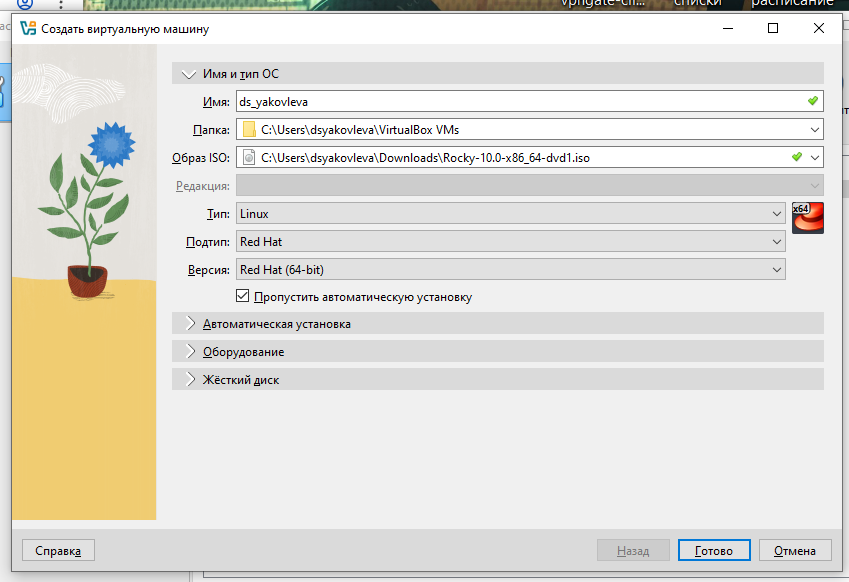 vpngate-cli...
списки
расписание
Создать виртуальную машину
Имя и тип ОС
Имя: ds_yakovleva
Папка: C:\Users\dsyakovleva\VirtualBox VMs
Образ ISO: C:\Users\dsyakovleva\Downloads\Rocky-10.0-x86_64-dvd1.iso
Редакция:
Тип: Linux
x64
Подтип: Red Hat
Версия: Red Hat (64-bit)
Пропустить автоматическую установку
Автоматическая установка
Оборудование
Жёсткий диск
Справка
Назад
Готово
Отмена